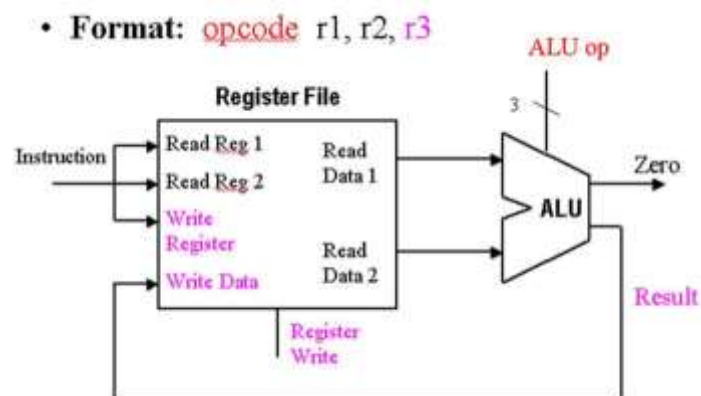 • Format: opcode r1, r2, r3
ALU op
Register File
3
Instruction
Read Reg 1
Read Reg 2
Write
Register
Write Data
Read
Data 1
Read
Data 2
ALU
Zero
Result
Register
Write